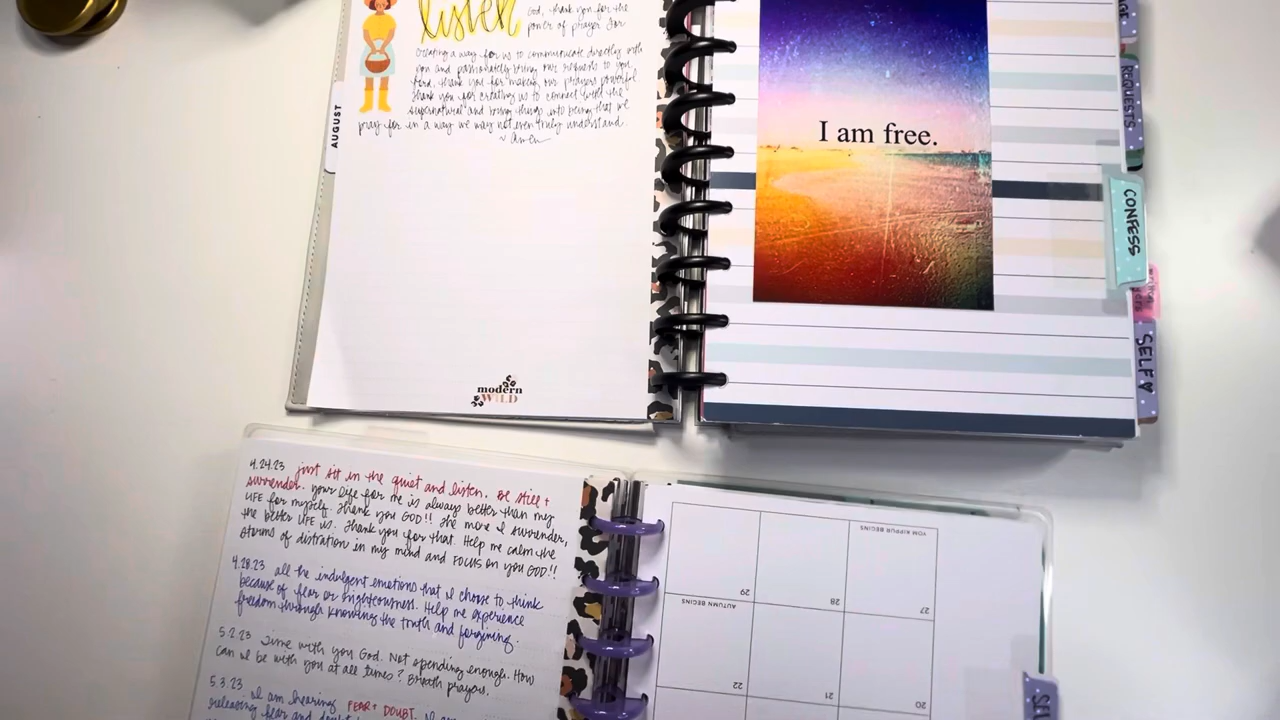 listen
God, thank you for the
power of prayer for
creating a way for us to communicate directly with
you and passionately bring our requests to you
Lord, thank you for making our prayers powerful
thank you for creating us to connect with the
supernatural and bring things into being that we
pray for in a way we may not even truly understand.
~ amen
AUGUST
modern
WILD
I am free.
REQUESTS
CONFESS
SELF
4.24.23 just sit in the quiet and listen. Be still +
surrender. your life for me is always better than my
LIFE for myself. Thank you GOD!! The more I surrender,
the better LIFE is. Thank you for that. Help me calm the
storms of distration in my mind and FOCUS on you GOD!!
4.28.23 all the indulgent emotions that I choose to think
because of fear or righteousness. Help me experience
freedom through knowing the truth and forgiving.
5.2.23 Time with you God. Not spending enough. How
can I be with you at all times? Breath prayers.
5.3.23 I am hearing FEAR + DOUBT. I am
releasing fear and doubt
YOM KIPPUR BEGINS
29
28
27
AUTUMN BEGINS
22
21
20